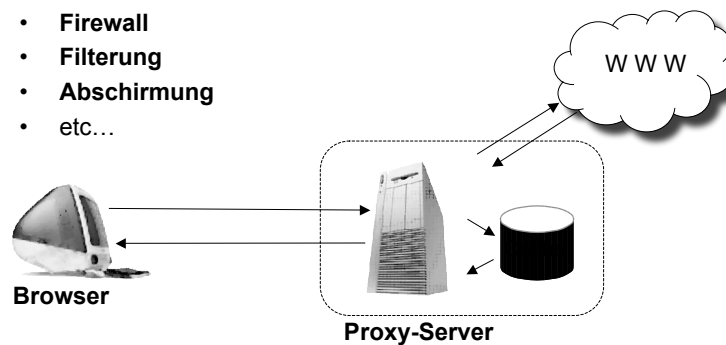 • Firewall
• Filterung
• Abschirmung
• etc…
W W W
Browser
Proxy-Server